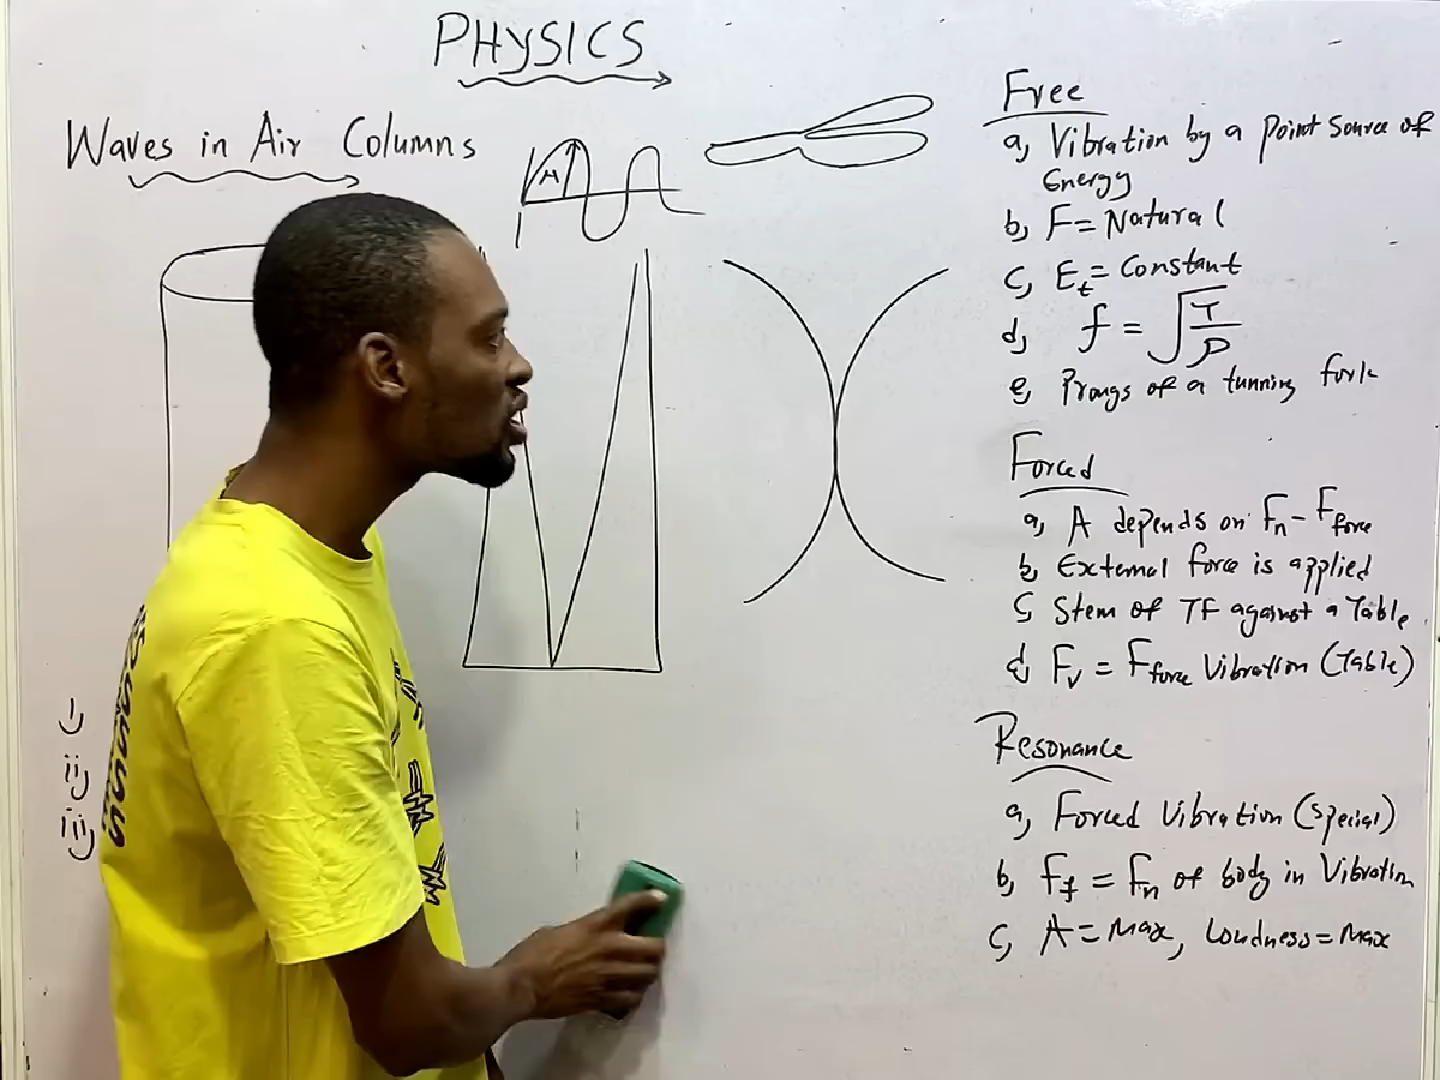 PHYSICS
Waves in Air Columns
A
i,
ii,
iii,
Free
a, Vibration by a point source of
Energy
b, F = Natural
c, Et = Constant
d, f = √T/ρ
e, Prongs of a tunning fork
Forced
a, A depends on Fn - Fforce
b, External force is applied
c, Stem of TF against a Table
d, Fv = Fforce Vibration (Table)
Resonance
a, Forced Vibration (Special)
b, Ff = Fn of body in Vibration
c, A = max, Loudness = max